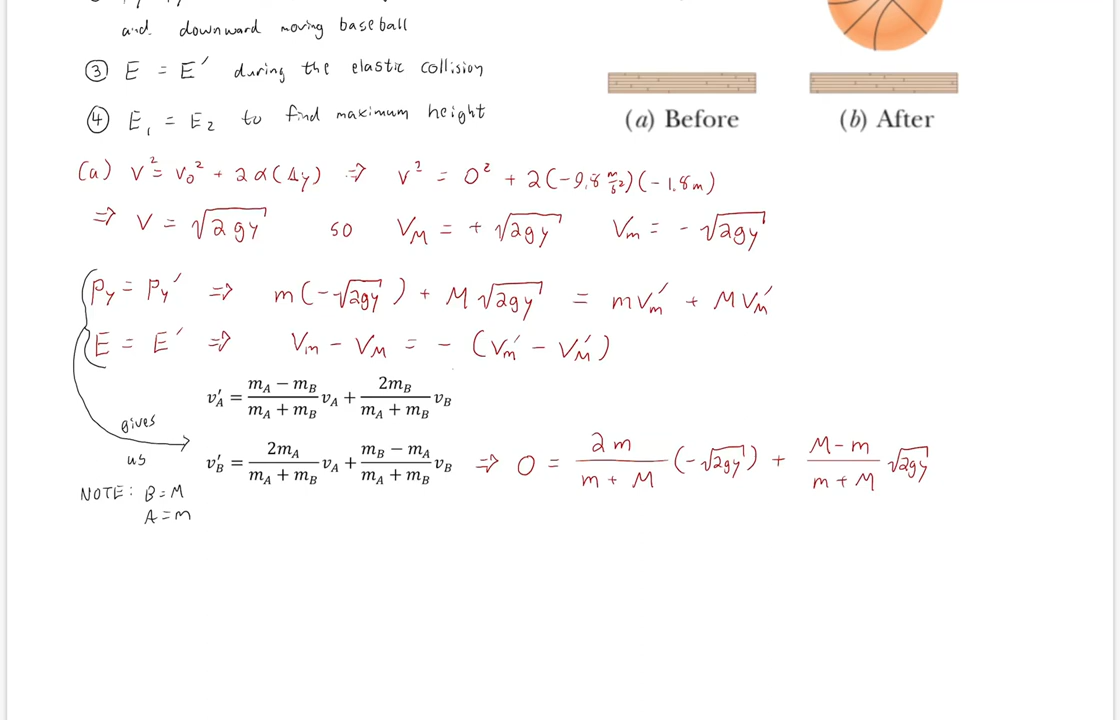 and downward moving baseball
③ E = E′ during the elastic collision
④ E₁ = E₂ to find maximum height
(a) Before
(b) After
(a) V² = V₀² + 2a(Δy) ⇒ V² = 0² + 2(-9.8 m/s²)(-1.8m)
⇒ V = √2gy so V_M = + √2gy V_m = - √2gy
P_y = P_y′ ⇒ m(-√2gy) + M√2gy = mV_m′ + MV_M′
E = E′ ⇒ V_m - V_M = - (V_m′ - V_M′)
v′_A = (m_A − m_B)/(m_A + m_B) v_A + 2m_B/(m_A + m_B) v_B
gives us
v′_B = 2m_A/(m_A + m_B) v_A + (m_B − m_A)/(m_A + m_B) v_B ⇒ 0 = 2m/(m + M) (-√2gy) + (M-m)/(m+M) √2gy
NOTE: B=M
A=m